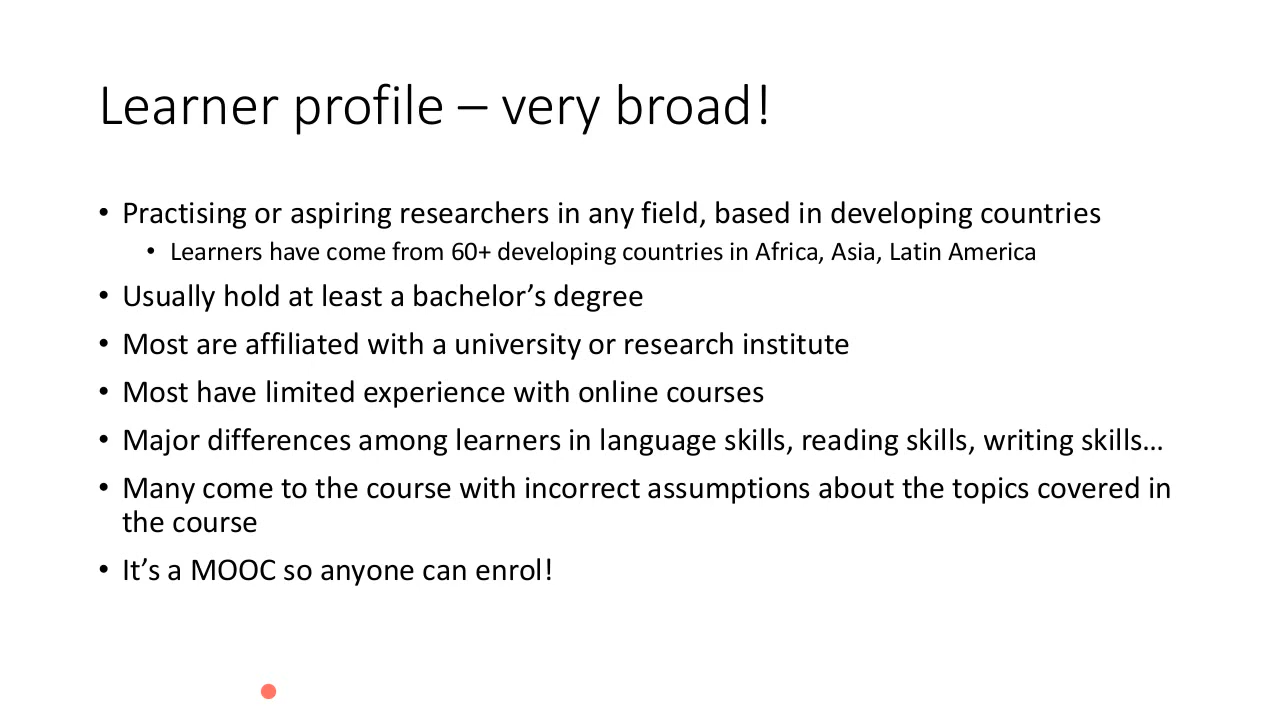 Learner profile – very broad!
• Practising or aspiring researchers in any field, based in developing countries
• Learners have come from 60+ developing countries in Africa, Asia, Latin America
• Usually hold at least a bachelor’s degree
• Most are affiliated with a university or research institute
• Most have limited experience with online courses
• Major differences among learners in language skills, reading skills, writing skills…
• Many come to the course with incorrect assumptions about the topics covered in
the course
• It’s a MOOC so anyone can enrol!